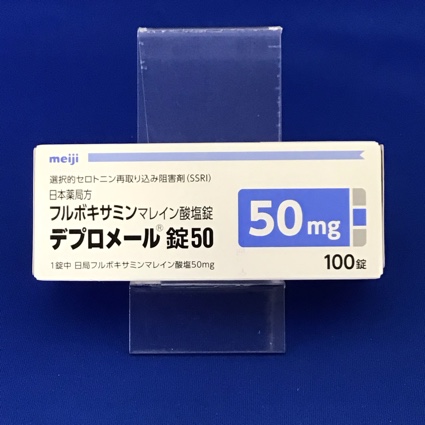 meiji
選択的セロトニン再取り込み阻害剤(SSRI)
日本薬局方
フルボキサミンマレイン酸塩錠
デプロメール®錠50
1錠中 日局フルボキサミンマレイン酸塩50mg
50mg
100錠